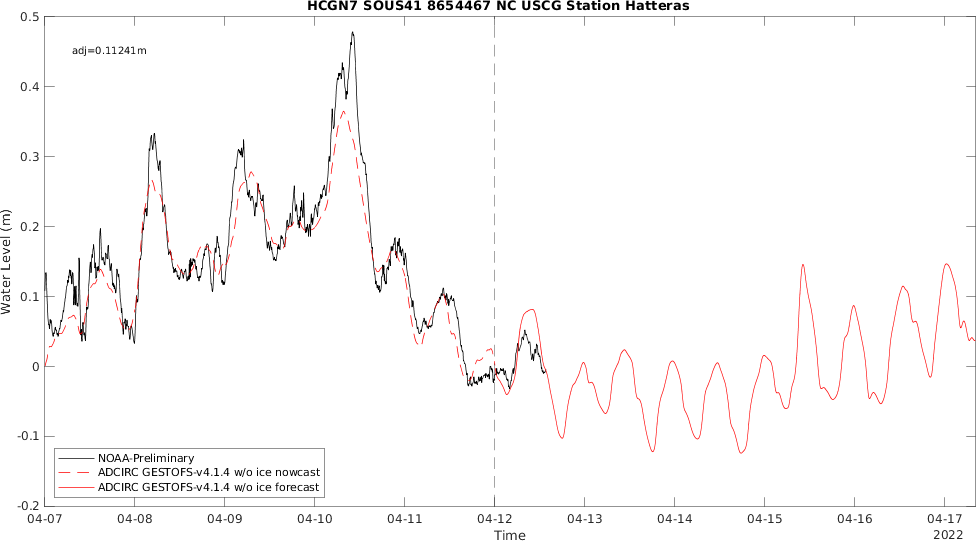 HCGN7 SOUS41 8654467 NC USCG Station Hatteras
adj=0.11241m
Water Level (m)
0.5
0.4
0.3
0.2
0.1
0
-0.1
-0.2
NOAA-Preliminary
ADCIRC GESTOFS-v4.1.4 w/o ice nowcast
ADCIRC GESTOFS-v4.1.4 w/o ice forecast
04-07 04-08 04-09 04-10 04-11 04-12 04-13 04-14 04-15 04-16 04-17
Time
2022